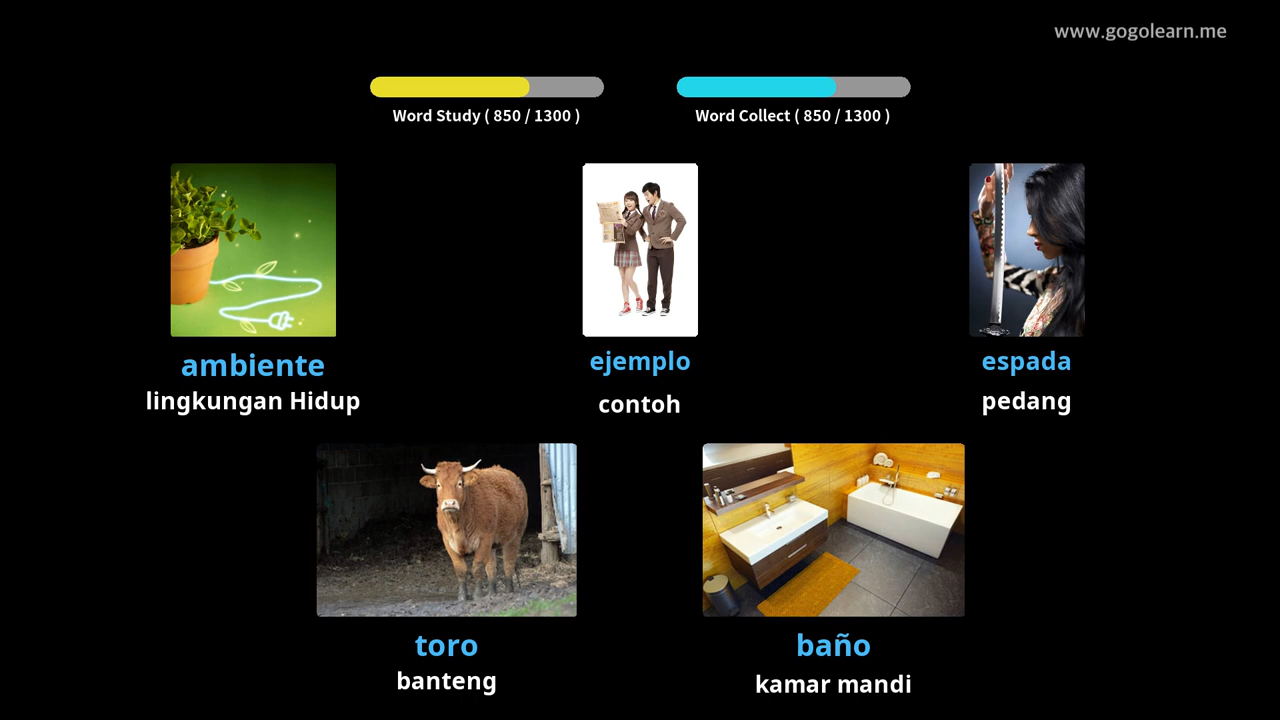 www.gogolearn.me
Word Study ( 850 / 1300 )
Word Collect ( 850 / 1300 )
ambiente
lingkungan Hidup
ejemplo
contoh
espada
pedang
toro
banteng
baño
kamar mandi